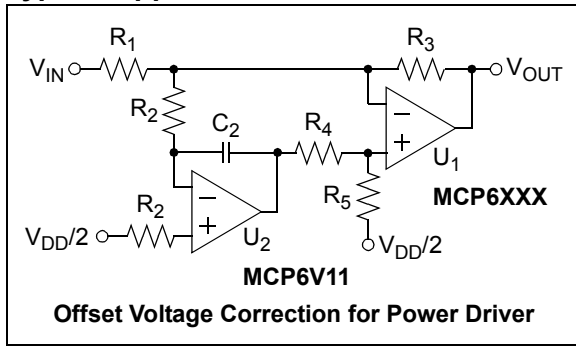 R1
R3
VIN
VOUT
R2
C2
R4
−
+
U1
R5
MCP6XXX
R2
−
+
VDD/2
U2
VDD/2
MCP6V11
Offset Voltage Correction for Power Driver